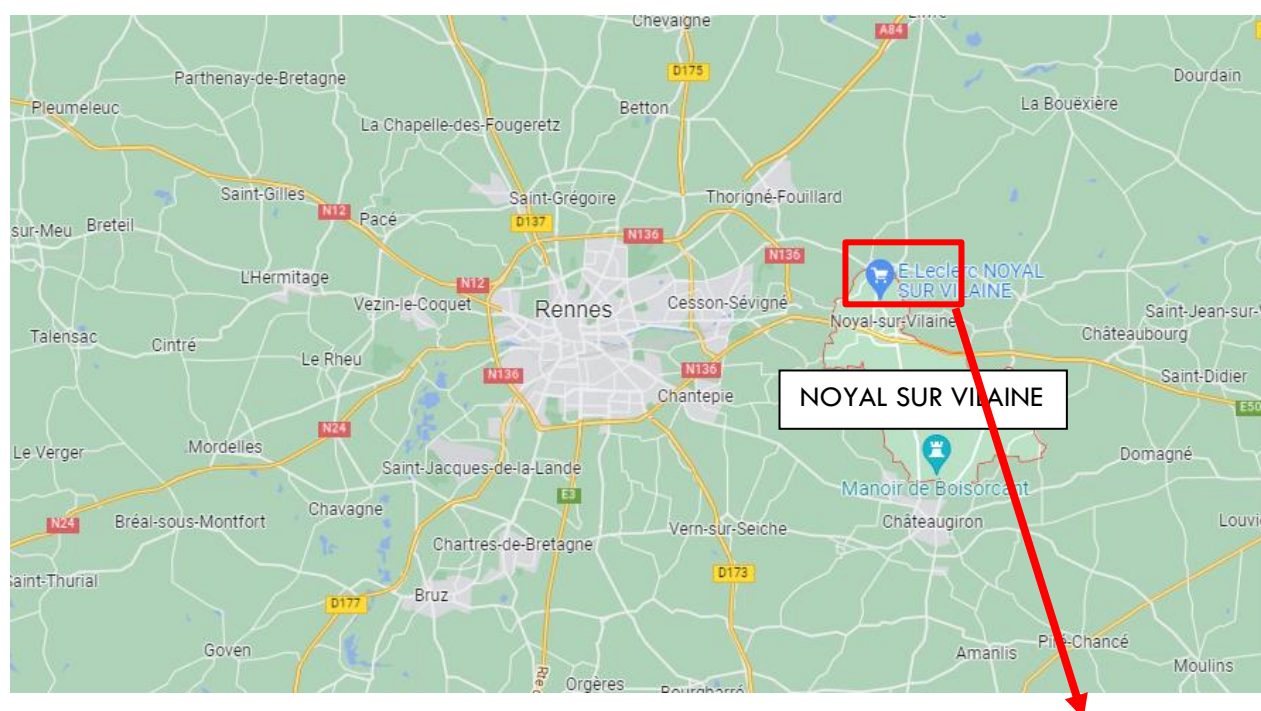 Chevaigne
A84
D175
Parthenay-de-Bretagne
Dourdain
Pleumeleuc
Betton
La Bouëxière
La Chapelle-des-Fougeretz
Saint-Gilles
Saint-Grégoire
Thorigné-Fouillard
N12
Pacé
D137
sur-Meu
Breteil
N136
N136
L'Hermitage
E.Leclerc NOYAL
SUR VILAINE
N12
Vezin-le-Coquet
Rennes
Cesson-Sévigné
Saint-Jean-sur-
Noyal-sur-Vilaine
Châteaubourg
Talensac
Cintré
Le Rheu
N136
N136
Saint-Didier
Chantepie
NOYAL SUR VILAINE
E50
N24
Le Verger
Mordelles
Saint-Jacques-de-la-Lande
Domagné
Manoir de Boisorcant
E3
N24
Bréal-sous-Montfort
Chavagne
Vern-sur-Seiche
Châteaugiron
Louvi
Chartres-de-Bretagne
D173
Saint-Thurial
D177
Bruz
Goven
Amanlis
Piré-Chancé
Moulins
Rte
Orgères
Bourgbarré